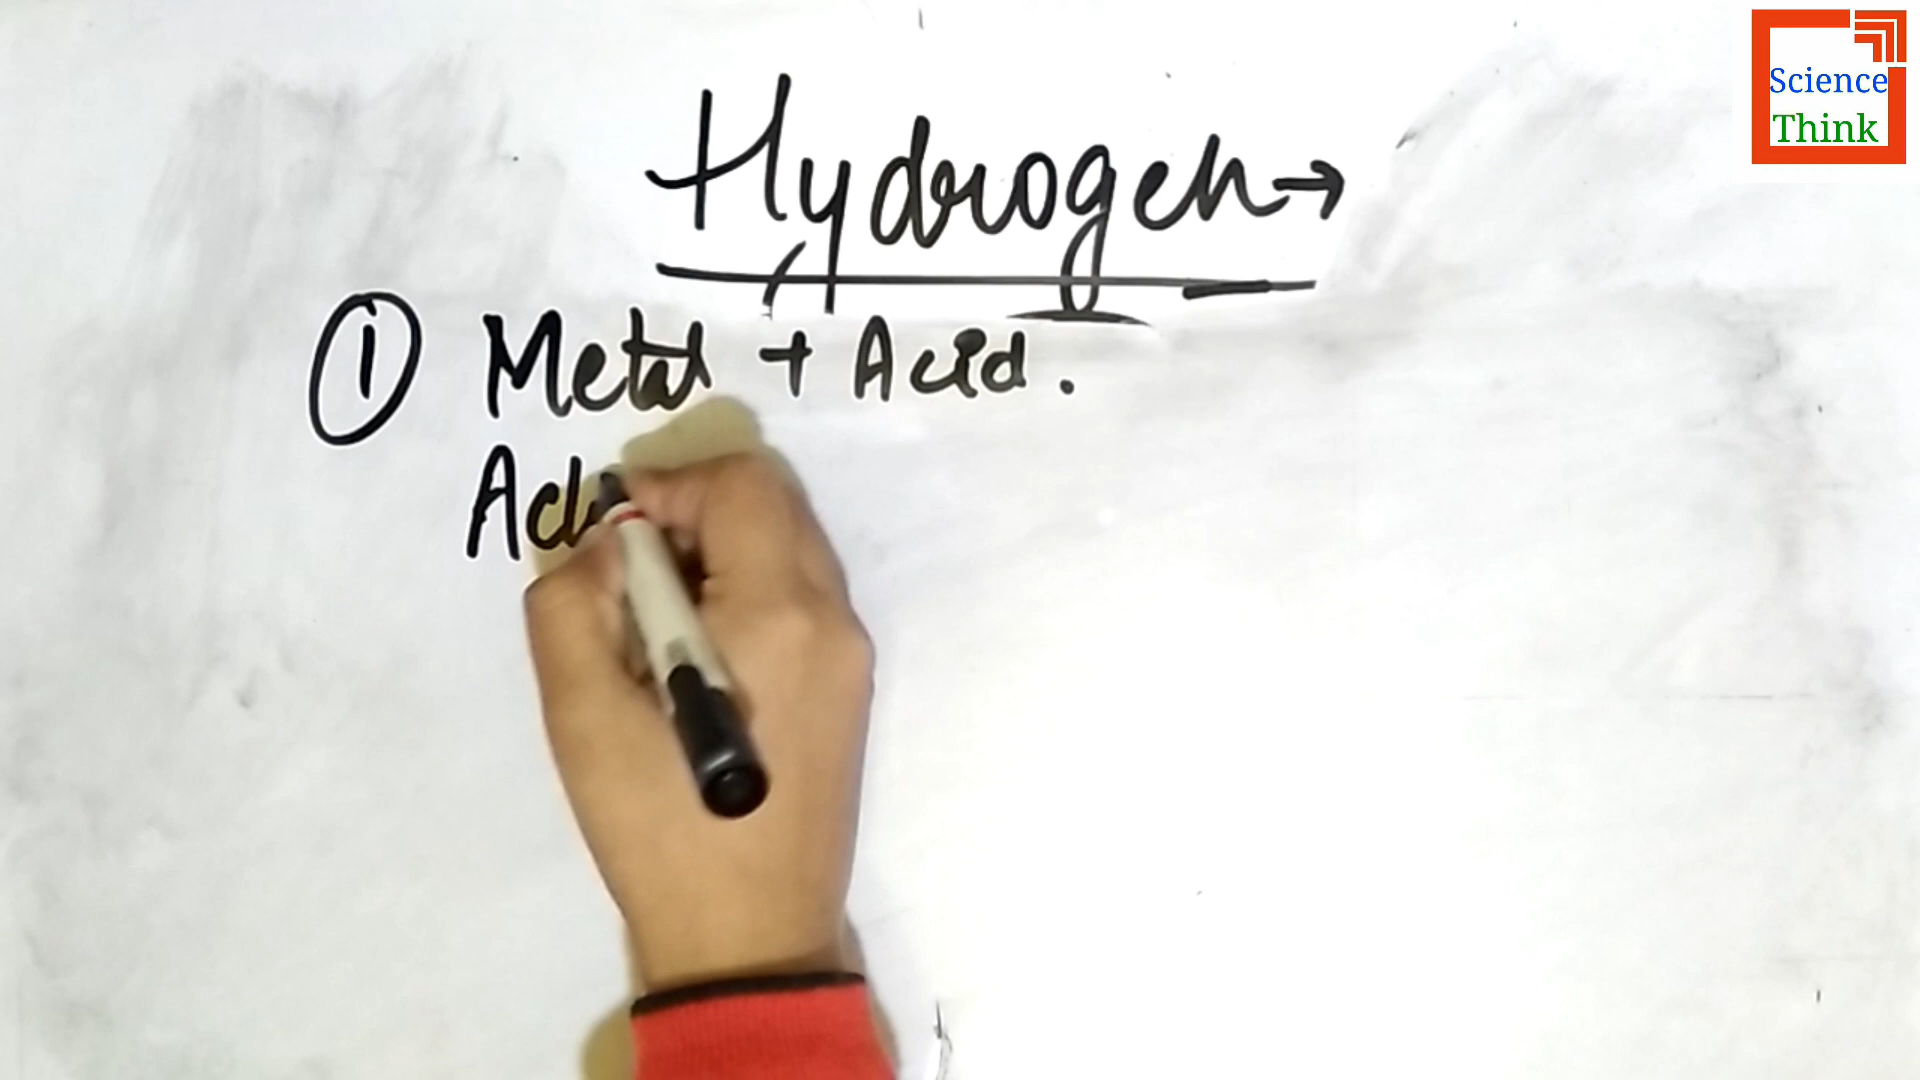 Science
Think
Hydrogen→
① Metal + Acid.